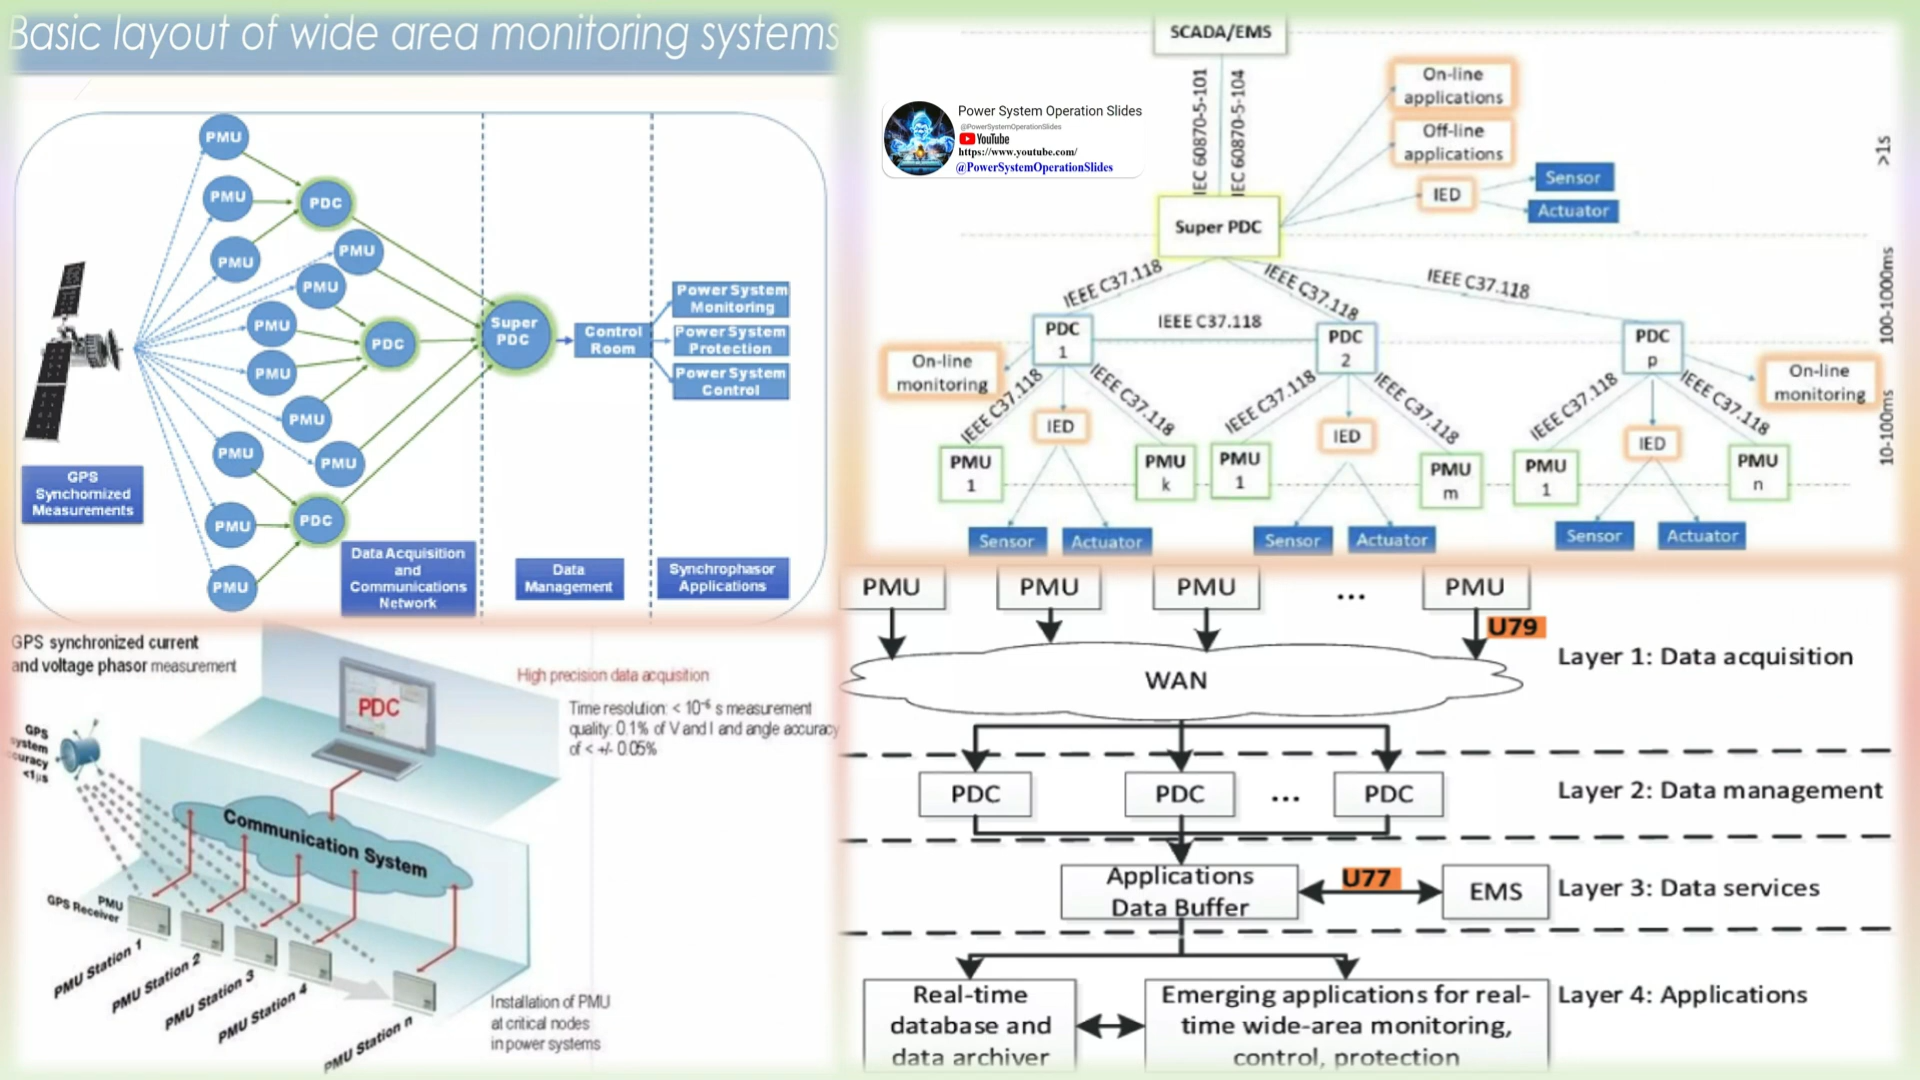 Basic layout of wide area monitoring systems
PMU
PMU
PDC
PMU
PMU
PMU
PMU
PDC
PMU
PMU
PMU
PMU
PMU
PDC
PMU
Super
PDC
Control
Room
Power System
Monitoring
Power System
Protection
Power System
Control
GPS
Synchornized
Measurements
Data Acquisition
and
Communications
Network
Data
Management
Synchrophasor
Applications
SCADA/EMS
IEC 60870-5-101
IEC 60870-5-104
Power System Operation Slides
@PowerSystemOperationSlides
YouTube
https://www.youtube.com/
@PowerSystemOperationSlides
On-line
applications
Off-line
applications
IED
Sensor
Actuator
>1s
Super PDC
IEEE C37.118
IEEE C37.118
IEEE C37.118
100-1000ms
PDC
1
IEEE C37.118
PDC
2
PDC
p
On-line
monitoring
On-line
monitoring
IEEE C37.118
IEEE C37.118
IEEE C37.118
IEEE C37.118
IEEE C37.118
IEEE C37.118
10-100ms
IED
IED
IED
PMU
1
PMU
k
PMU
1
PMU
m
PMU
1
PMU
n
Sensor
Actuator
Sensor
Actuator
Sensor
Actuator
GPS synchronized current
and voltage phasor measurement
PDC
High precision data acquisition
Time resolution: < 10⁻⁶ s measurement
quality: 0.1% of V and I and angle accuracy
of < +/- 0.05%
GPS
system
curacy
<1µs
Communication System
PMU
GPS Receiver
PMU Station 1
PMU Station 2
PMU Station 3
PMU Station 4
PMU Station n
Installation of PMU
at critical nodes
in power systems
PMU
PMU
PMU
...
PMU
U79
WAN
Layer 1: Data acquisition
PDC
PDC
...
PDC
Layer 2: Data management
Applications
Data Buffer
U77
EMS
Layer 3: Data services
Real-time
database and
data archiver
Emerging applications for real-
time wide-area monitoring,
control, protection
Layer 4: Applications